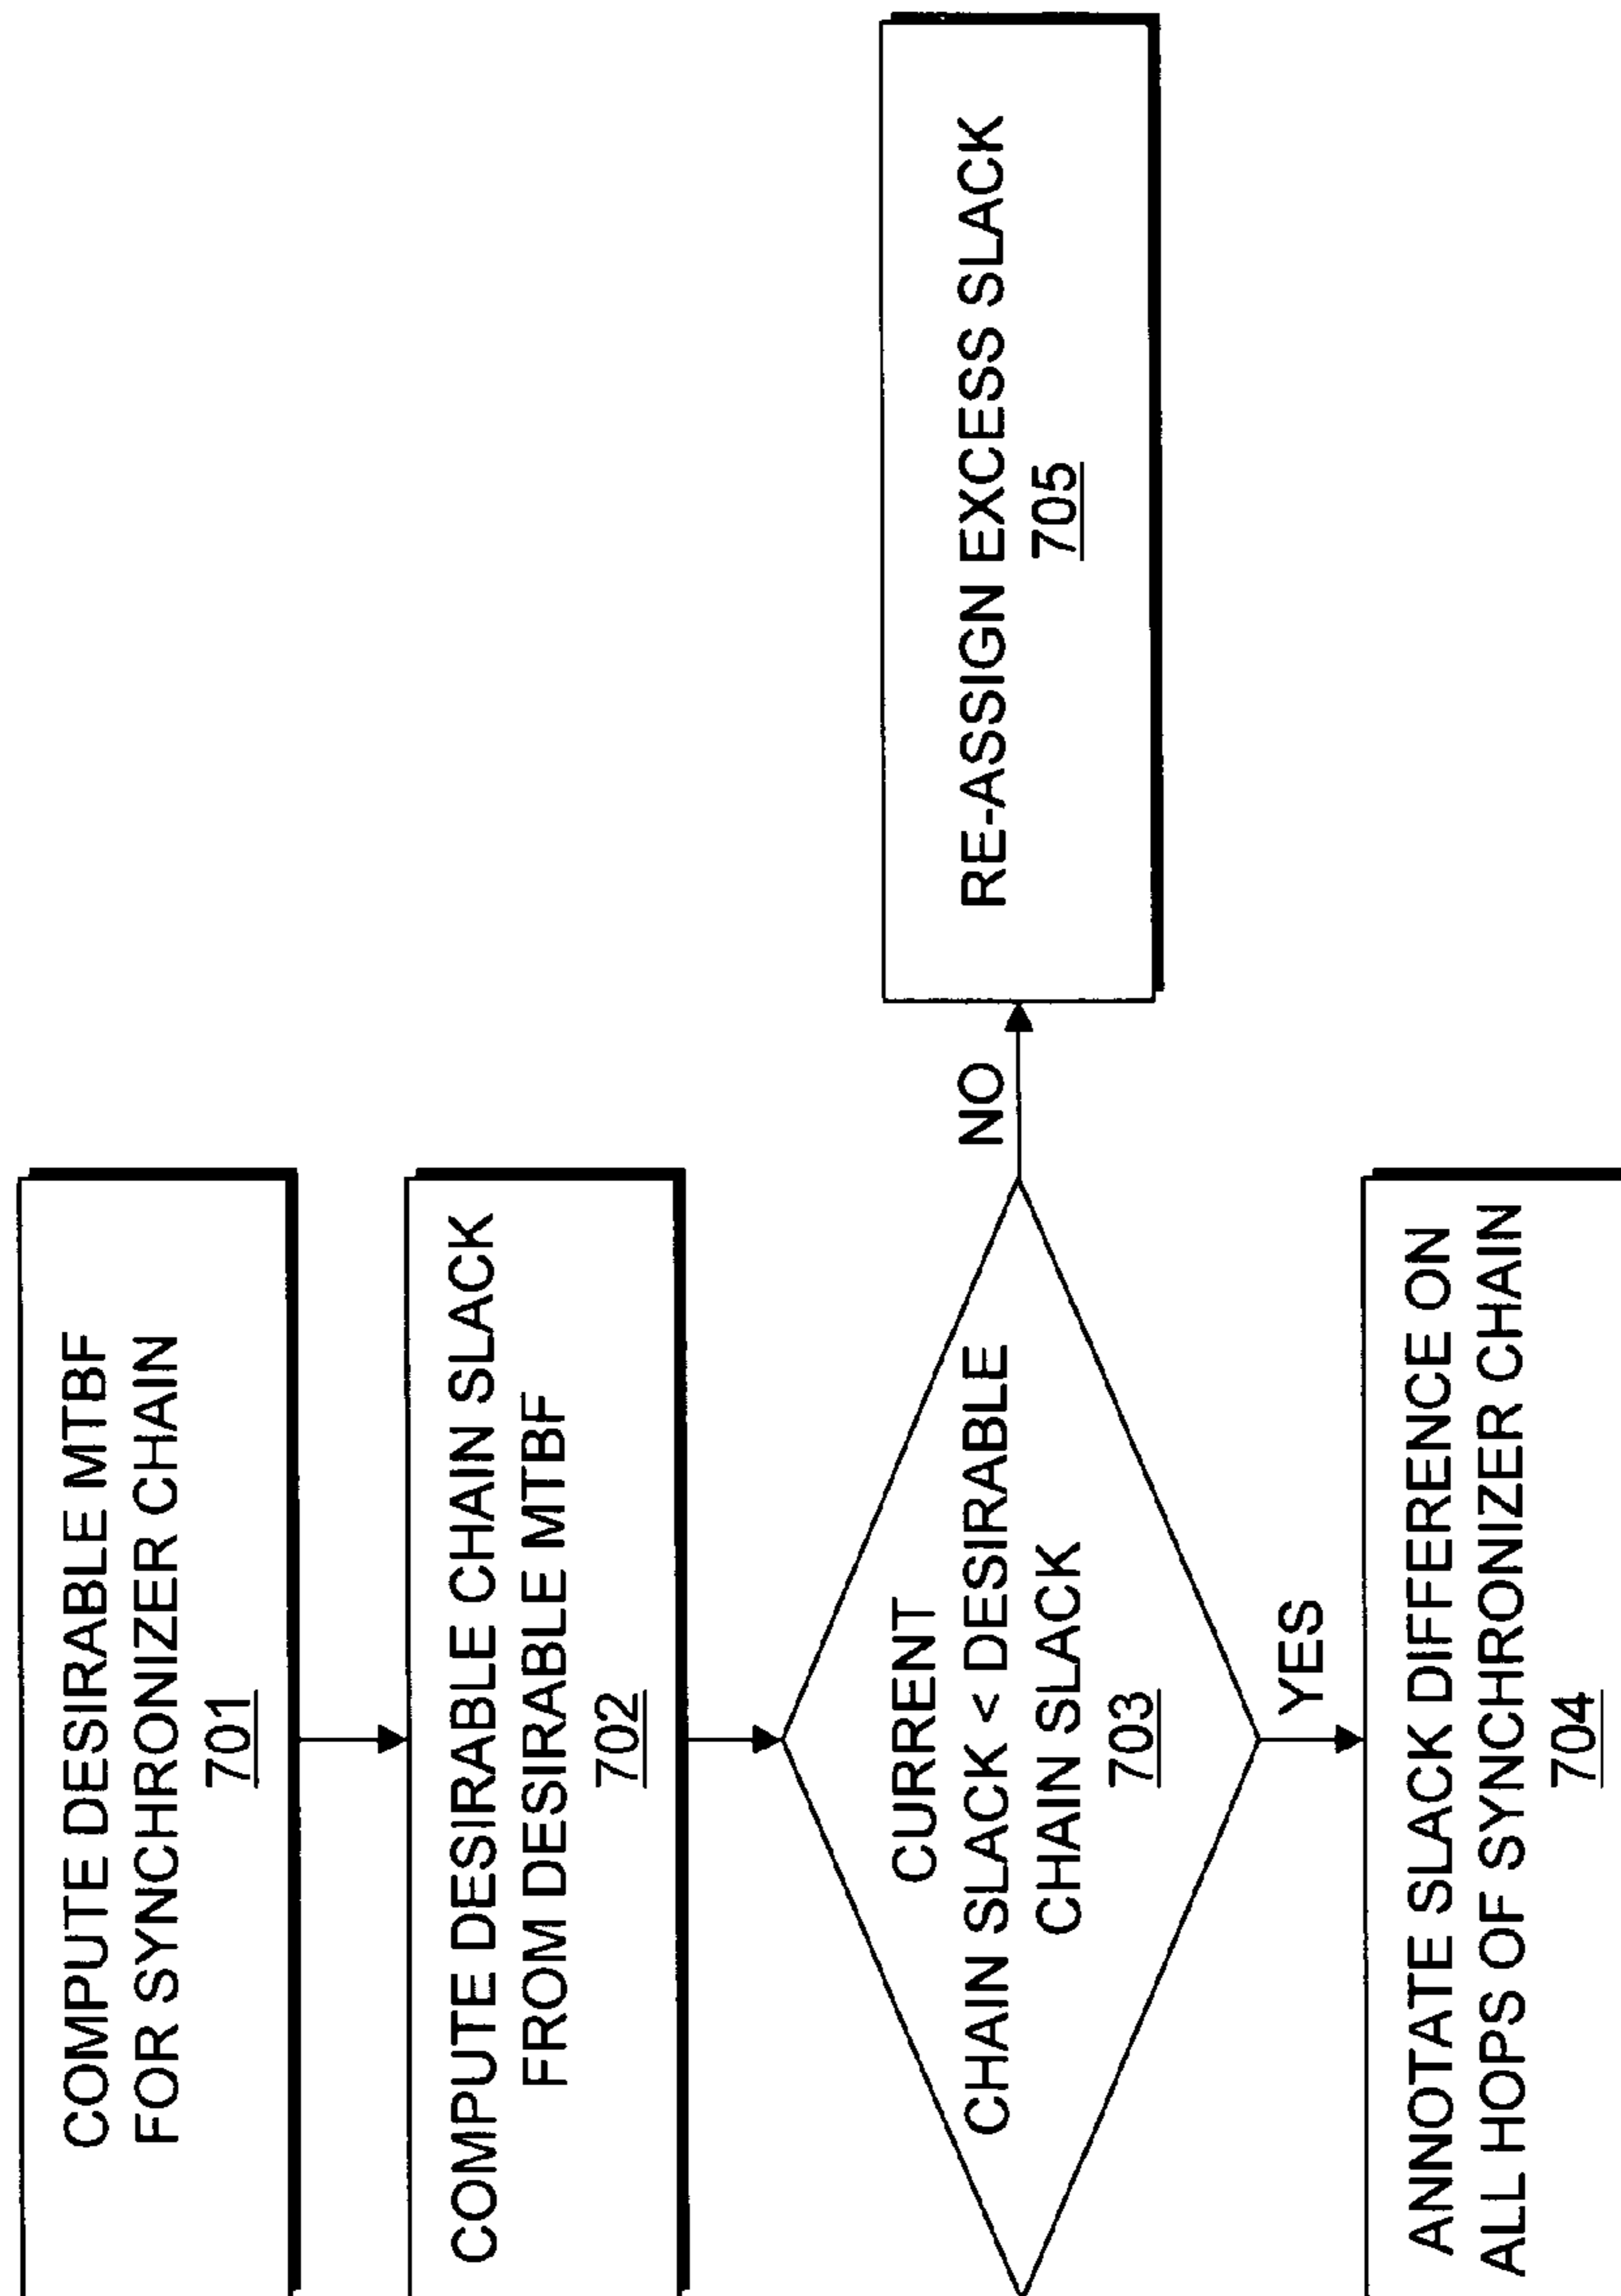 COMPUTE DESIRABLE MTBF
FOR SYNCHRONIZER CHAIN
701
COMPUTE DESIRABLE CHAIN SLACK
FROM DESIRABLE MTBF
702
CURRENT
CHAIN SLACK < DESIRABLE
CHAIN SLACK
703
NO
RE-ASSIGN EXCESS SLACK
705
YES
ANNOTATE SLACK DIFFERENCE ON
ALL HOPS OF SYNCHRONIZER CHAIN
704